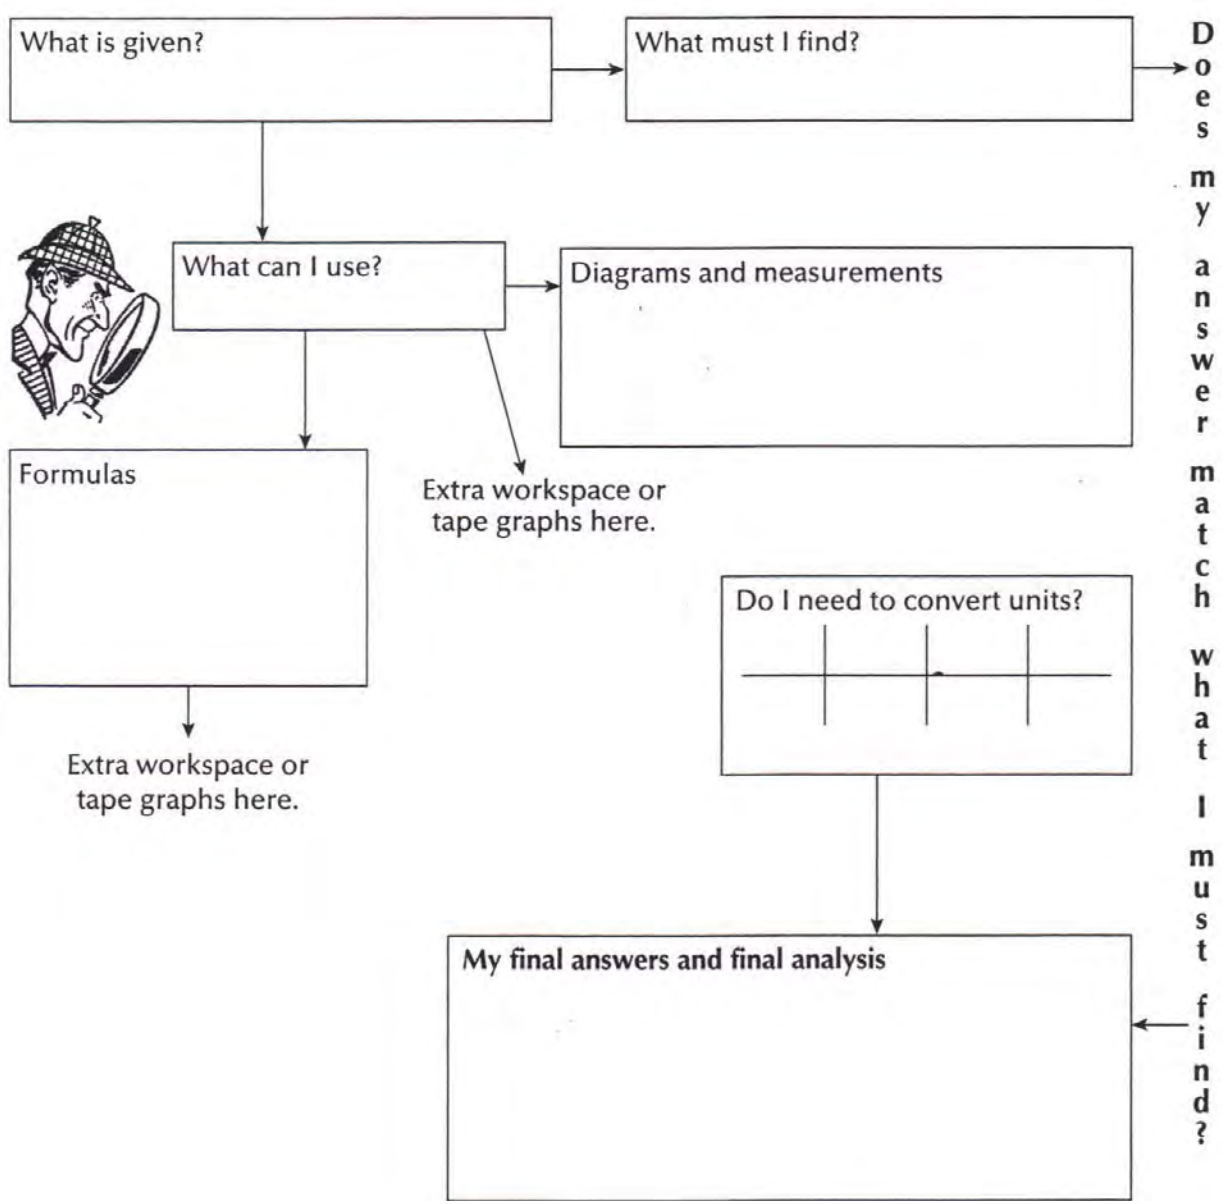 What is given?
What must I find?
What can I use?
Diagrams and measurements
Formulas
Extra workspace or
tape graphs here.
Do I need to convert units?
Extra workspace or
tape graphs here.
My final answers and final analysis
Does my answer match what I must find?